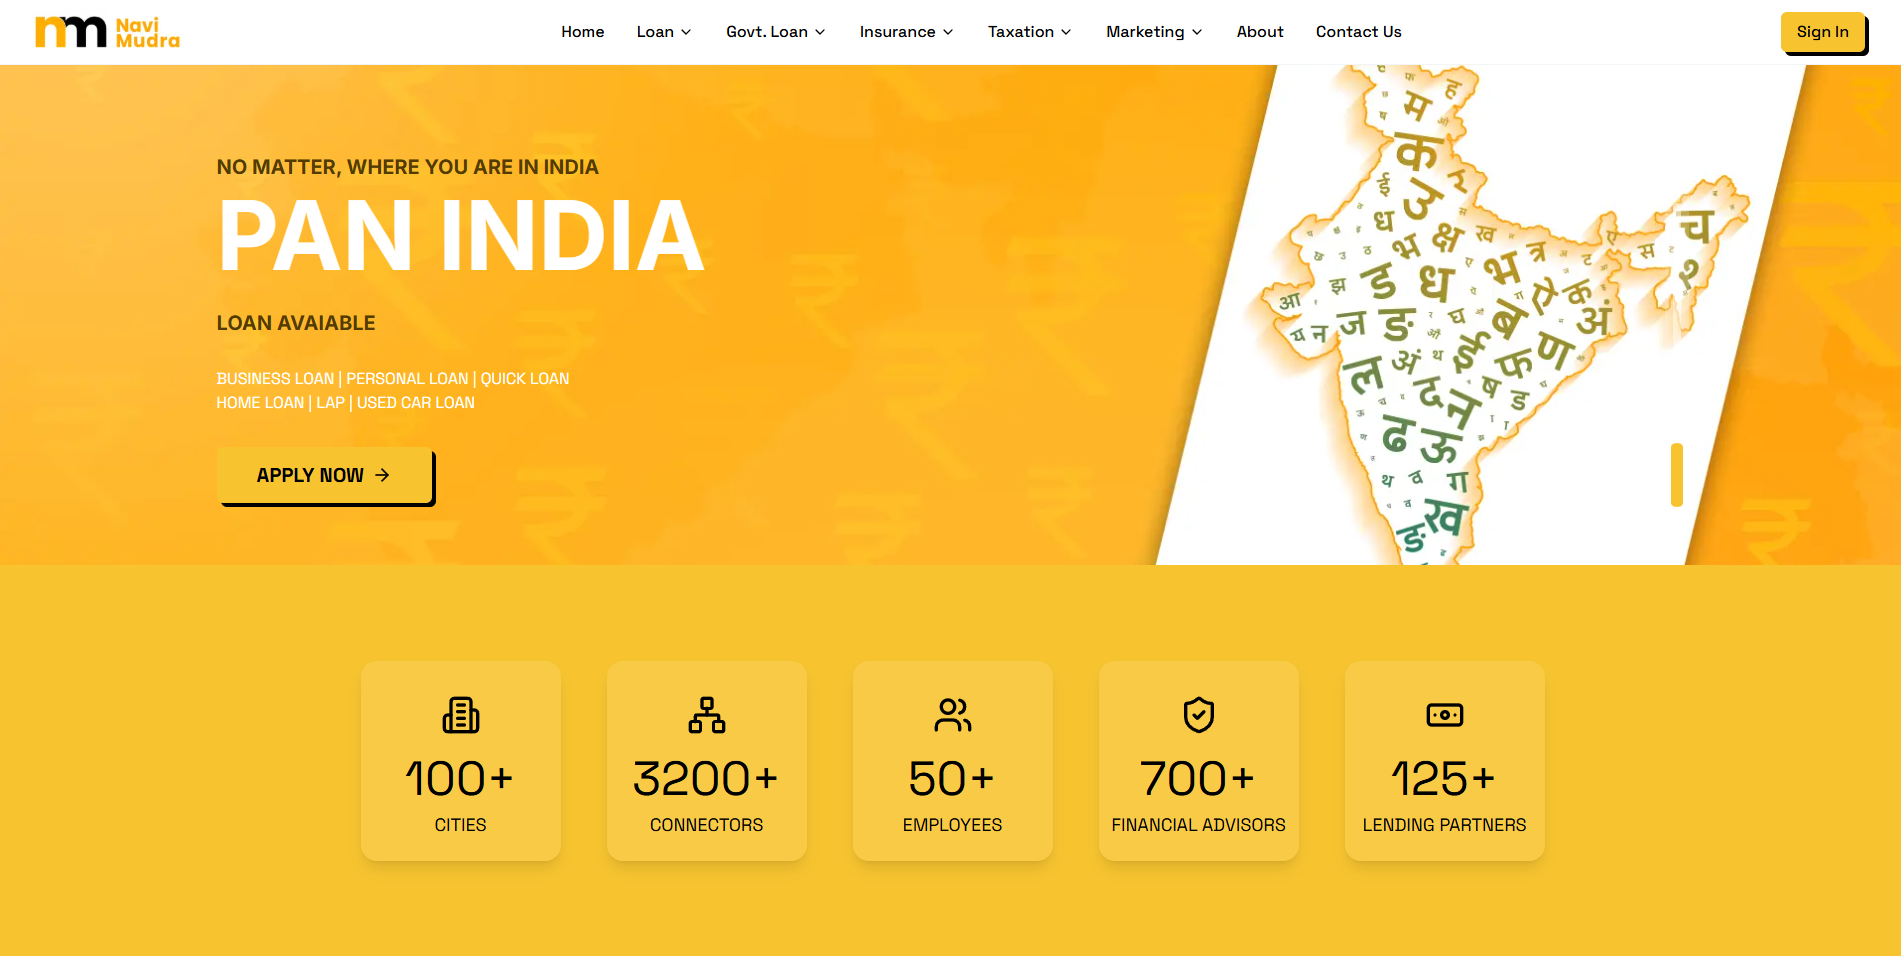 nm Navi
Mudra
Home Loan Govt. Loan Insurance Taxation Marketing About Contact Us Sign In
NO MATTER, WHERE YOU ARE IN INDIA
PAN INDIA
LOAN AVAIABLE
BUSINESS LOAN | PERSONAL LOAN | QUICK LOAN
HOME LOAN | LAP | USED CAR LOAN
APPLY NOW
म
ह
क
ई
उ
ध
भ
क्ष
ख
त्र
च
स
आ
झ
ड
ध
भ
ऐ
क
अं
य
न
ज
ङ
घ
बे
ल
अं
थ
ई
फ
ण
द
न
ष
ड
ढ
ऊ
थ
व
ग
ङ
ख
100+
CITIES
3200+
CONNECTORS
50+
EMPLOYEES
700+
FINANCIAL ADVISORS
125+
LENDING PARTNERS